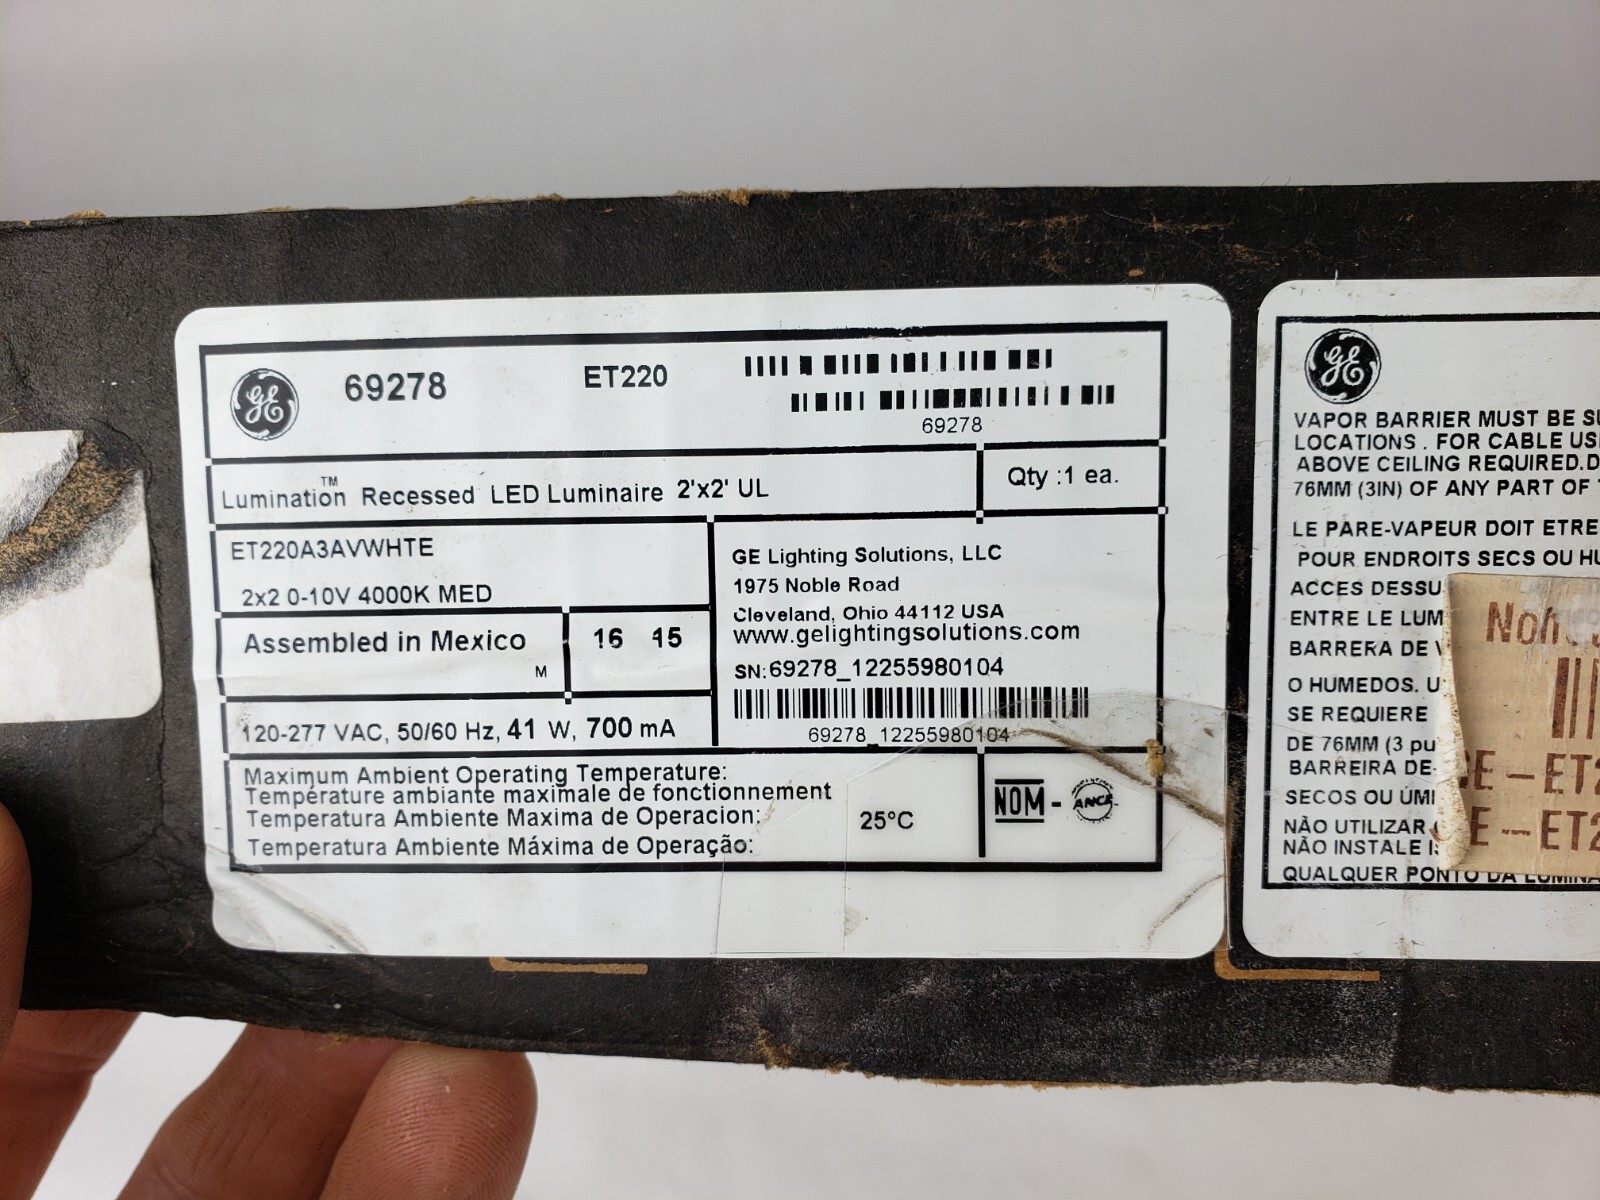 GE
69278
ET220
69278
Lumination™ Recessed LED Luminaire 2'x2' UL
Qty :1 ea.
ET220A3AVWHTE
2x2 0-10V 4000K MED
Assembled in Mexico
M
16 15
120-277 VAC, 50/60 Hz, 41 W, 700 mA
GE Lighting Solutions, LLC
1975 Noble Road
Cleveland, Ohio 44112 USA
www.gelightingsolutions.com
SN:69278_12255980104
69278_12255980104
Maximum Ambient Operating Temperature:
Température ambiante maximale de fonctionnement
Temperatura Ambiente Maxima de Operacion:
Temperatura Ambiente Máxima de Operação:
25°C
NOM-ANCE
GE
VAPOR BARRIER MUST BE
LOCATIONS . FOR CABLE
ABOVE CEILING REQUIRED.
76MM (3IN) OF ANY PART OF
LE PARE-VAPEUR DOIT ETRE
POUR ENDROITS SECS OU
ACCES
ENTRE LE
BARRERA DE
O HUMEDOS.
SE REQUIERE
DE 76MM (3
BARREIRA DE
SECOS OU
NÃO UTILIZAR
NÃO INSTALE
QUALQUER PONTO DA